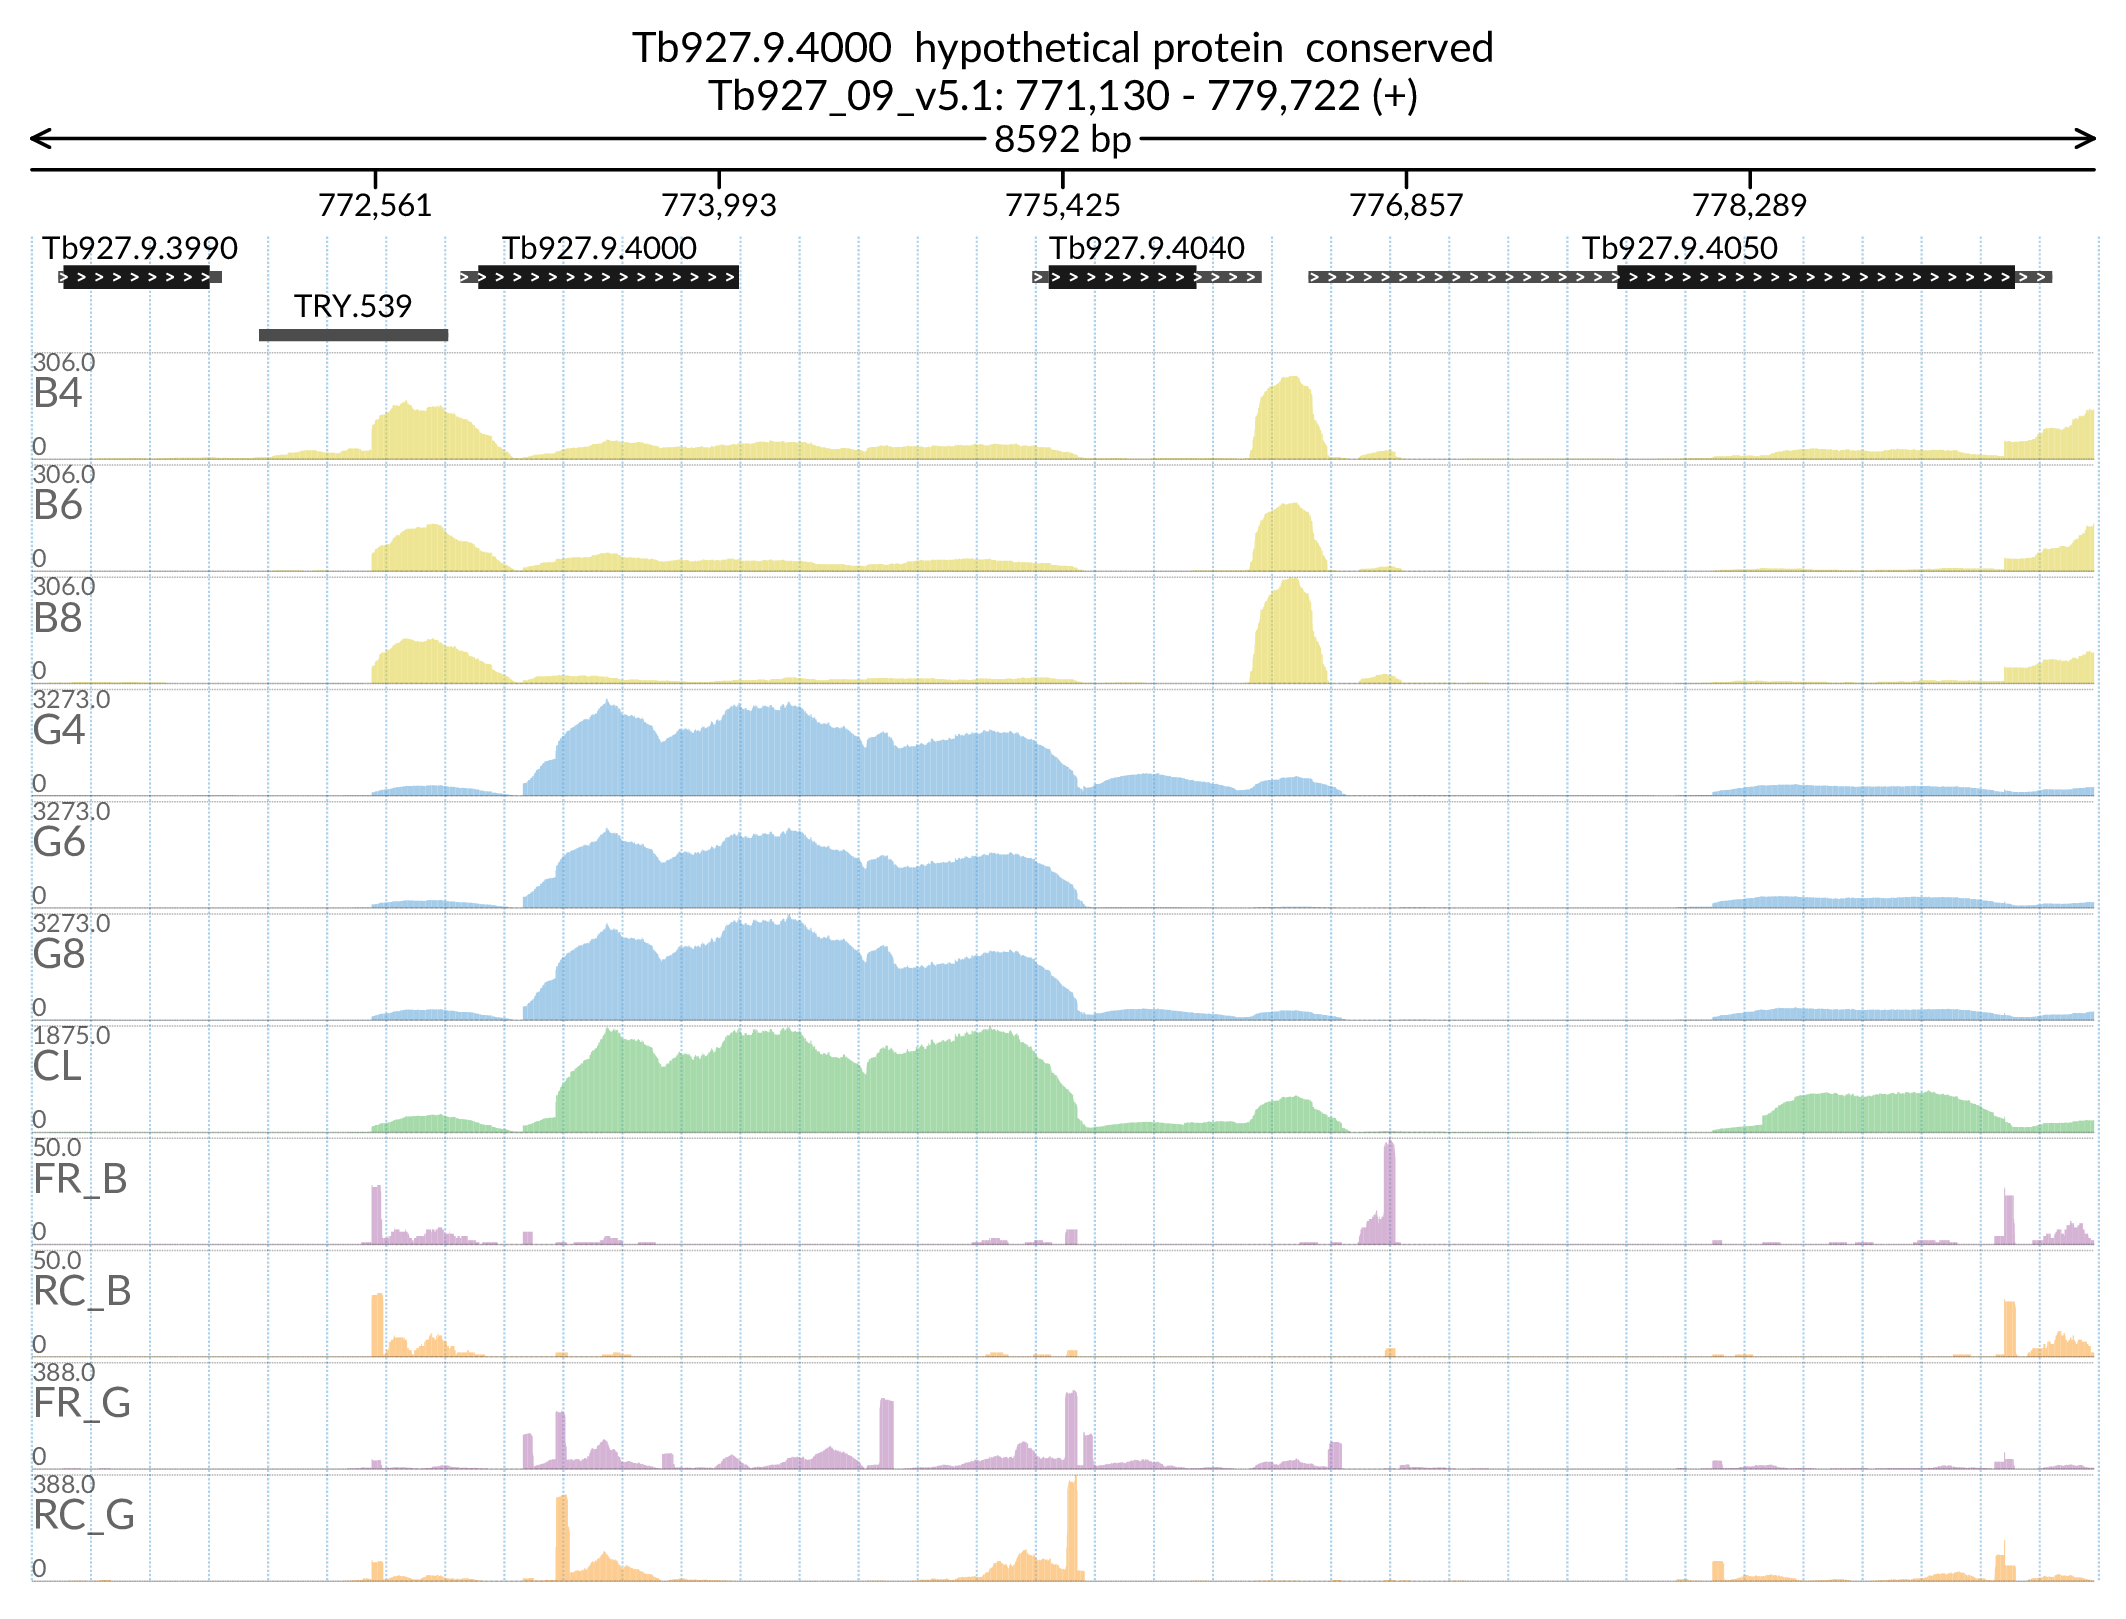 Tb927.9.4000 hypothetical protein conserved
Tb927_09_v5.1: 771,130 - 779,722 (+)
8592 bp
772,561 773,993 775,425 776,857 778,289
Tb927.9.3990 Tb927.9.4000 Tb927.9.4040 Tb927.9.4050
TRY.539
306.0
B4
0
306.0
B6
0
306.0
B8
0
3273.0
G4
0
3273.0
G6
0
3273.0
G8
0
1875.0
CL
0
50.0
FR_B
0
50.0
RC_B
0
388.0
FR_G
0
388.0
RC_G
0